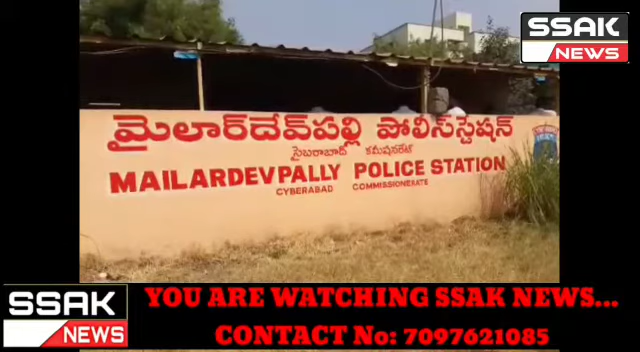 SSAK
NEWS
మైలార్‌దేవ్‌పల్లి పోలీస్‌స్టేషన్
సైబరాబాద్ కమీషనరేట్
MAILARDEVPALLY POLICE STATION
CYBERABAD COMMISSIONERATE
SSAK
NEWS
YOU ARE WATCHING SSAK NEWS...
CONTACT No: 7097621085